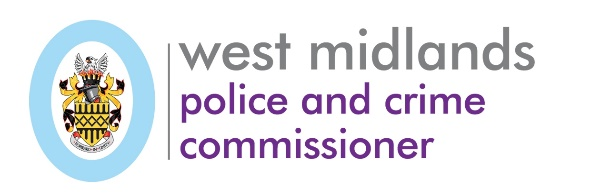 west midlands
police and crime
commissioner